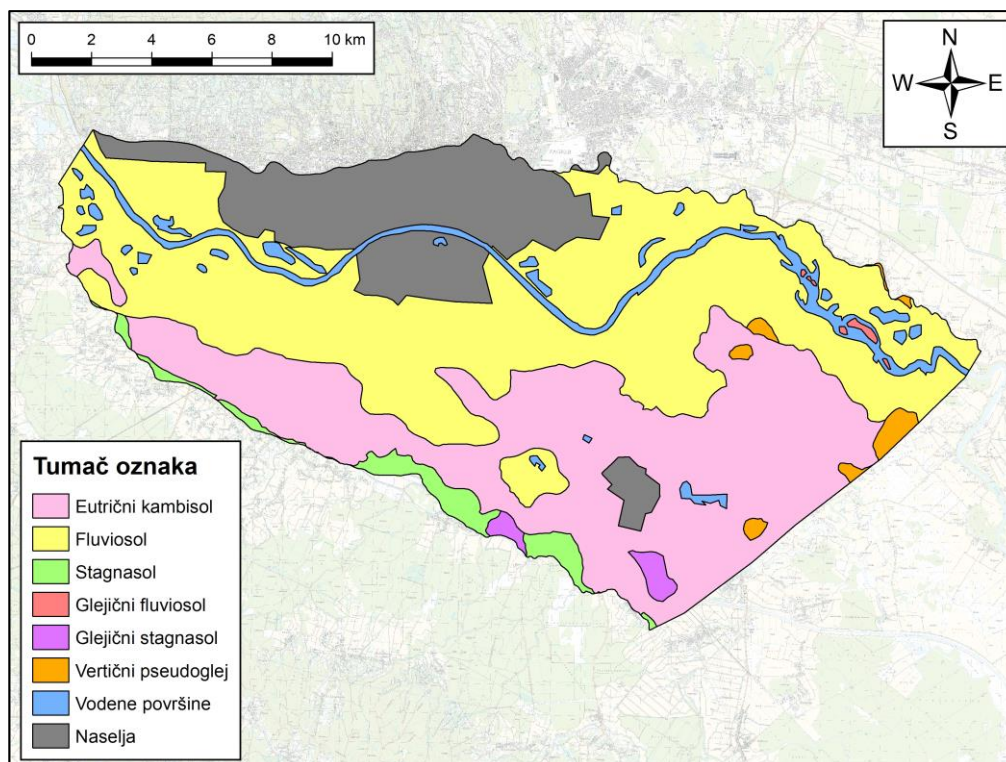 0 2 4 6 8 10 km
N
W E
S
Tumač oznaka
Eutrični kambisol
Fluviosol
Stagnasol
Glejični fluviosol
Glejični stagnasol
Vertični pseudoglej
Vodene površine
Naselja